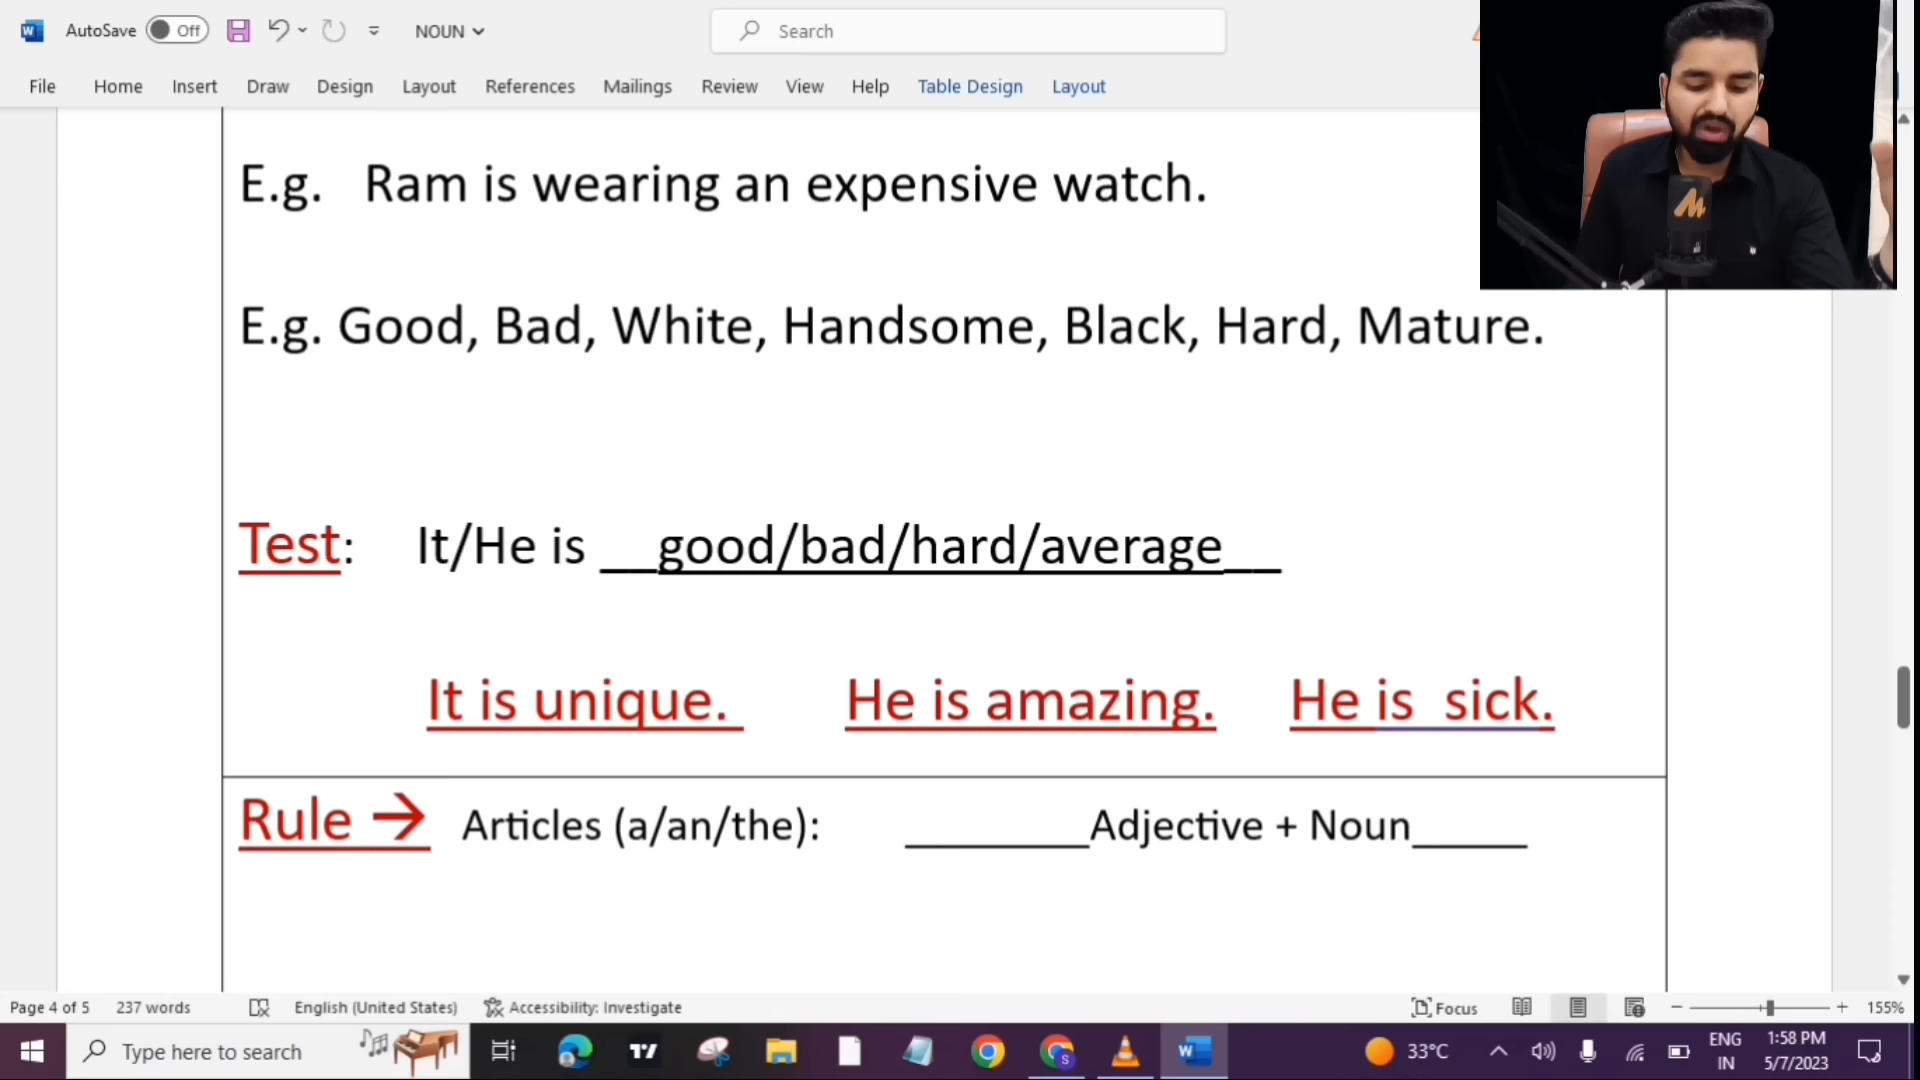 AutoSave Off NOUN Search
File Home Insert Draw Design Layout References Mailings Review View Help Table Design Layout
E.g. Ram is wearing an expensive watch.
E.g. Good, Bad, White, Handsome, Black, Hard, Mature.
Test: It/He is __good/bad/hard/average__
It is unique. He is amazing. He is sick.
Rule → Articles (a/an/the): ________Adjective + Noun_____
Page 4 of 5 237 words English (United States) Accessibility: Investigate Focus 155%
Type here to search 33°C ENG 1:58 PM
IN 5/7/2023